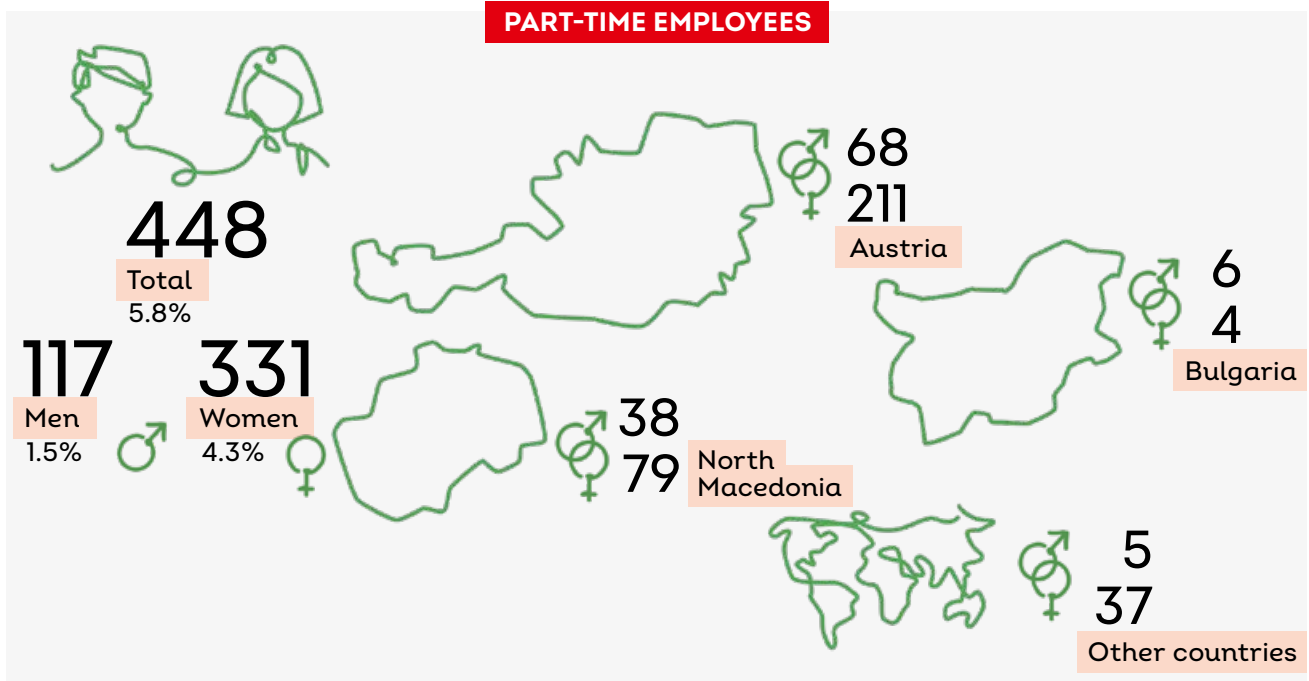 PART-TIME EMPLOYEES
448
Total
5.8%
117
Men
1.5%
331
Women
4.3%
68
211
Austria
6
4
Bulgaria
38
79
North
Macedonia
5
37
Other countries